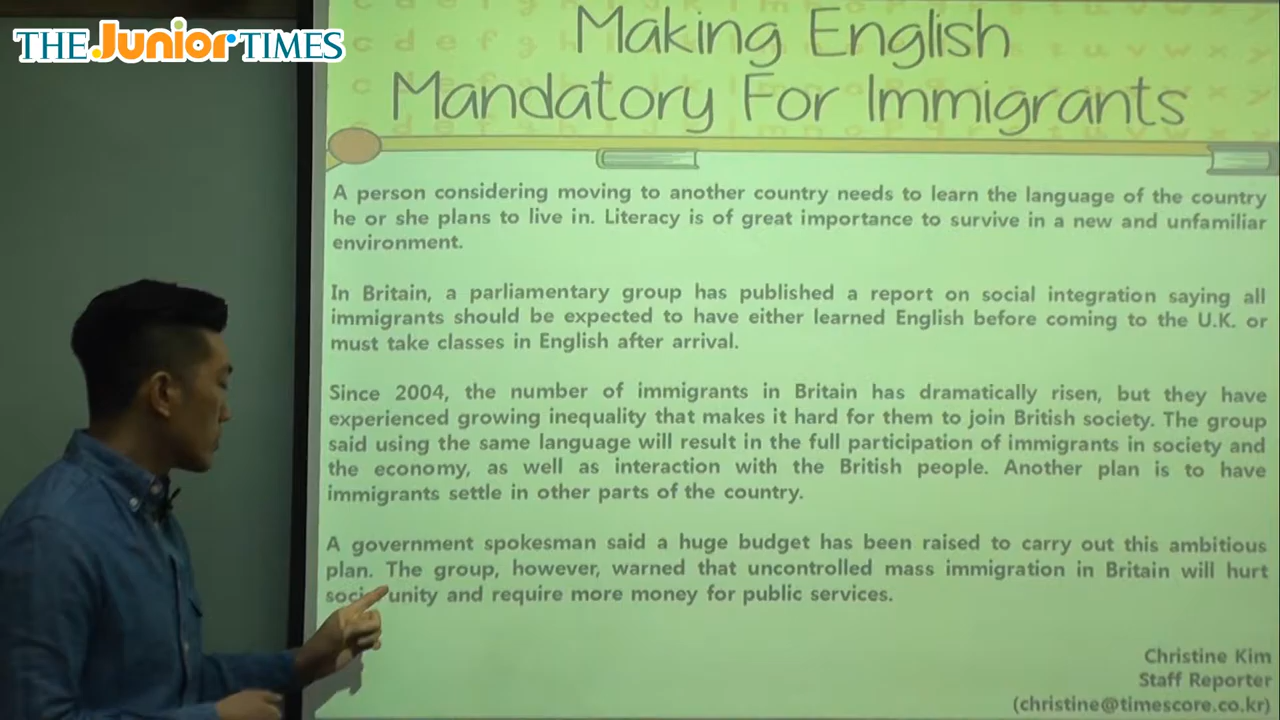 THE Junior TIMES
Making English
Mandatory For Immigrants
A person considering moving to another country needs to learn the language of the country
he or she plans to live in. Literacy is of great importance to survive in a new and unfamiliar
environment.
In Britain, a parliamentary group has published a report on social integration saying all
immigrants should be expected to have either learned English before coming to the U.K. or
must take classes in English after arrival.
Since 2004, the number of immigrants in Britain has dramatically risen, but they have
experienced growing inequality that makes it hard for them to join British society. The group
said using the same language will result in the full participation of immigrants in society and
the economy, as well as interaction with the British people. Another plan is to have
immigrants settle in other parts of the country.
A government spokesman said a huge budget has been raised to carry out this ambitious
plan. The group, however, warned that uncontrolled mass immigration in Britain will hurt
unity and require more money for public services.
Christine Kim
Staff Reporter
(christine@timescore.co.kr)